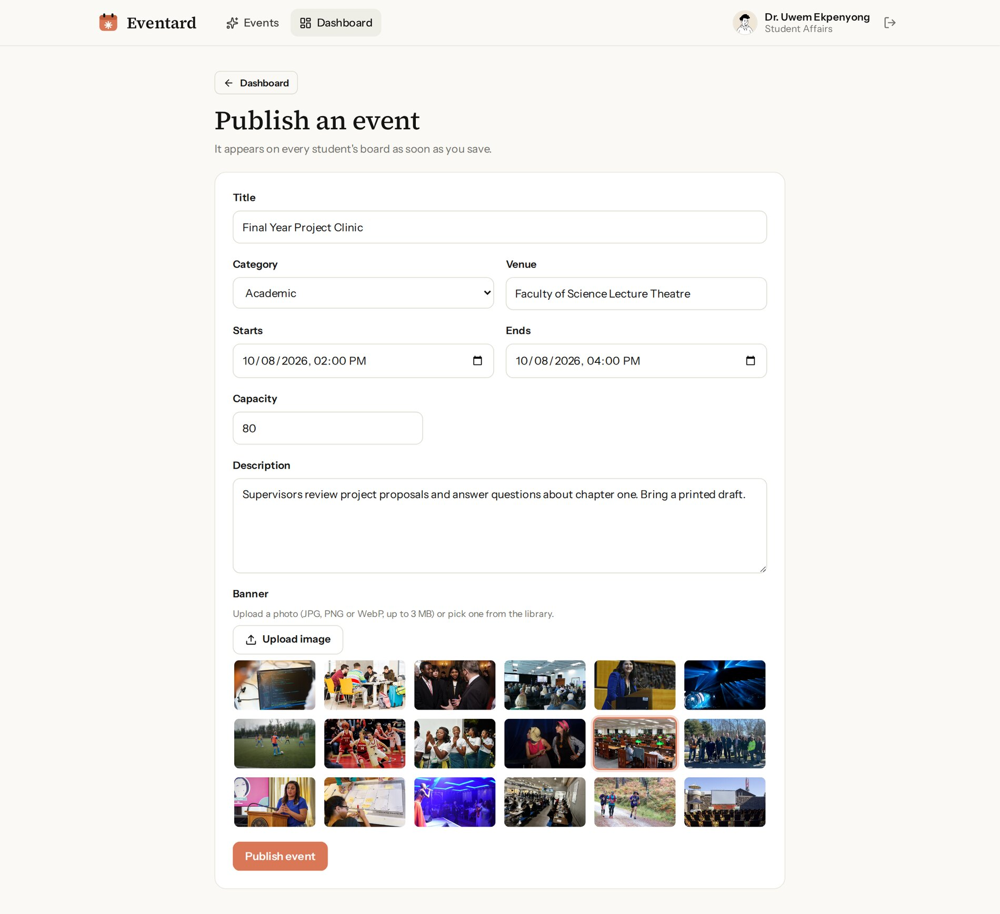 Eventard
Events
Dashboard
Dr. Uwem Ekpenyong
Student Affairs
Dashboard
Publish an event
It appears on every student's board as soon as you save.
Title
Final Year Project Clinic
Category
Venue
Academic
Faculty of Science Lecture Theatre
Starts
Ends
10/08/2026, 02:00 PM
10/08/2026, 04:00 PM
Capacity
80
Description
Supervisors review project proposals and answer questions about chapter one. Bring a printed draft.
Banner
Upload a photo (JPG, PNG or WebP, up to 3 MB) or pick one from the library.
Upload image
Publish event